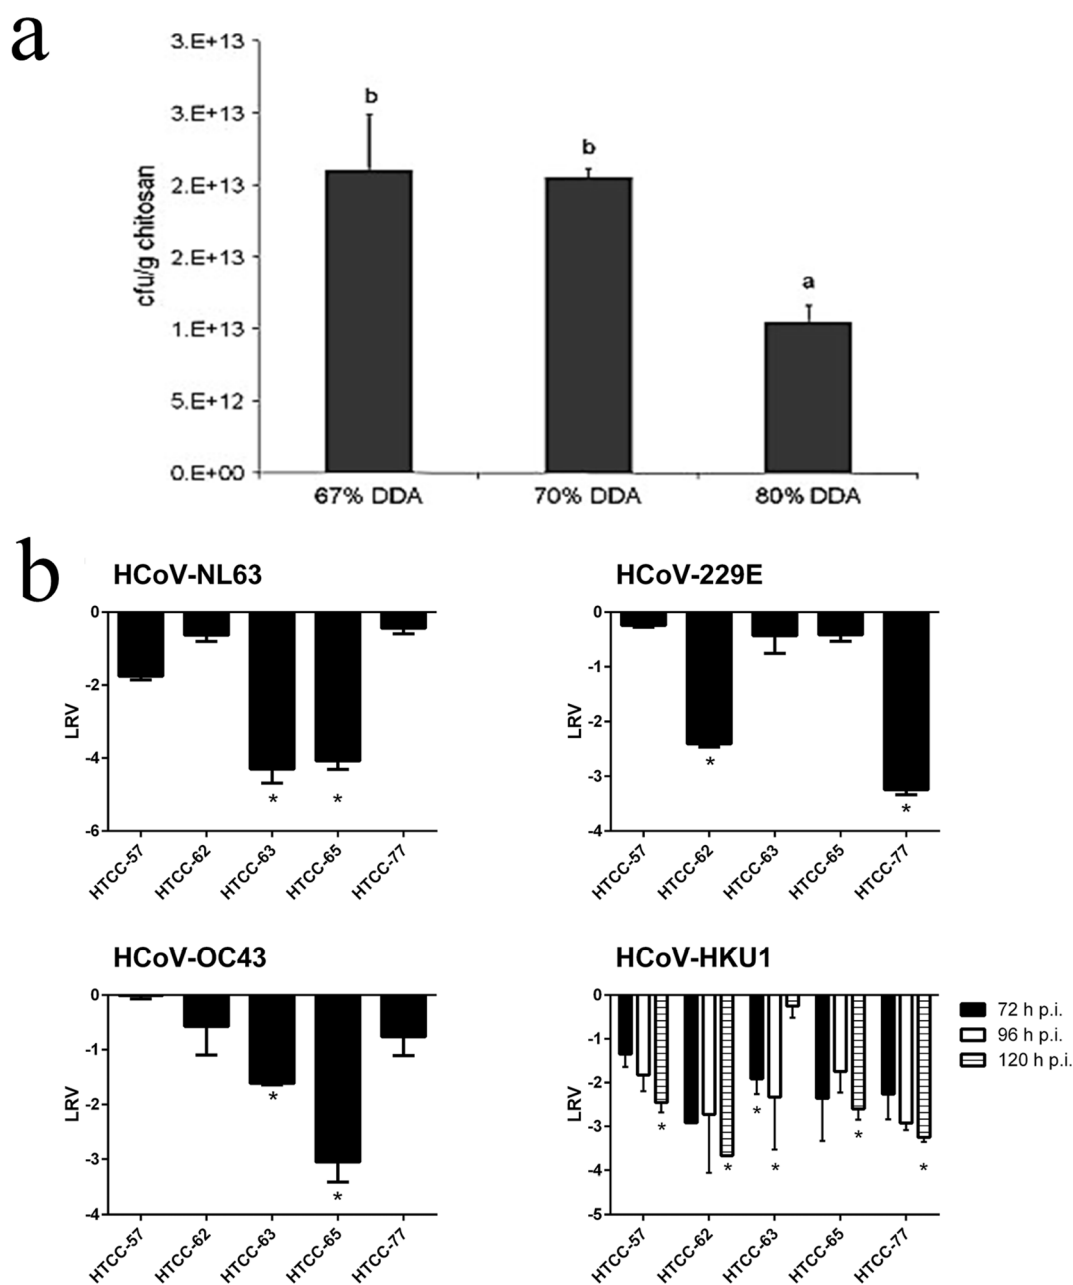 a
3.E+13
3.E+13
2.E+13
2.E+13
1.E+13
5.E+12
0.E+00
cfu/g chitosan
b
b
a
67% DDA
70% DDA
80% DDA
b
HCoV-NL63
0
-2
-4
-6
LRV
*
*
HTCC-57
HTCC-62
HTCC-63
HTCC-65
HTCC-77
HCoV-229E
0
-1
-2
-3
-4
LRV
*
*
HTCC-57
HTCC-62
HTCC-63
HTCC-65
HTCC-77
HCoV-OC43
0
-1
-2
-3
-4
LRV
*
*
HTCC-57
HTCC-62
HTCC-63
HTCC-65
HTCC-77
HCoV-HKU1
0
-1
-2
-3
-4
-5
LRV
*
*
*
*
*
*
HTCC-57
HTCC-62
HTCC-63
HTCC-65
HTCC-77
72 h p.i.
96 h p.i.
120 h p.i.